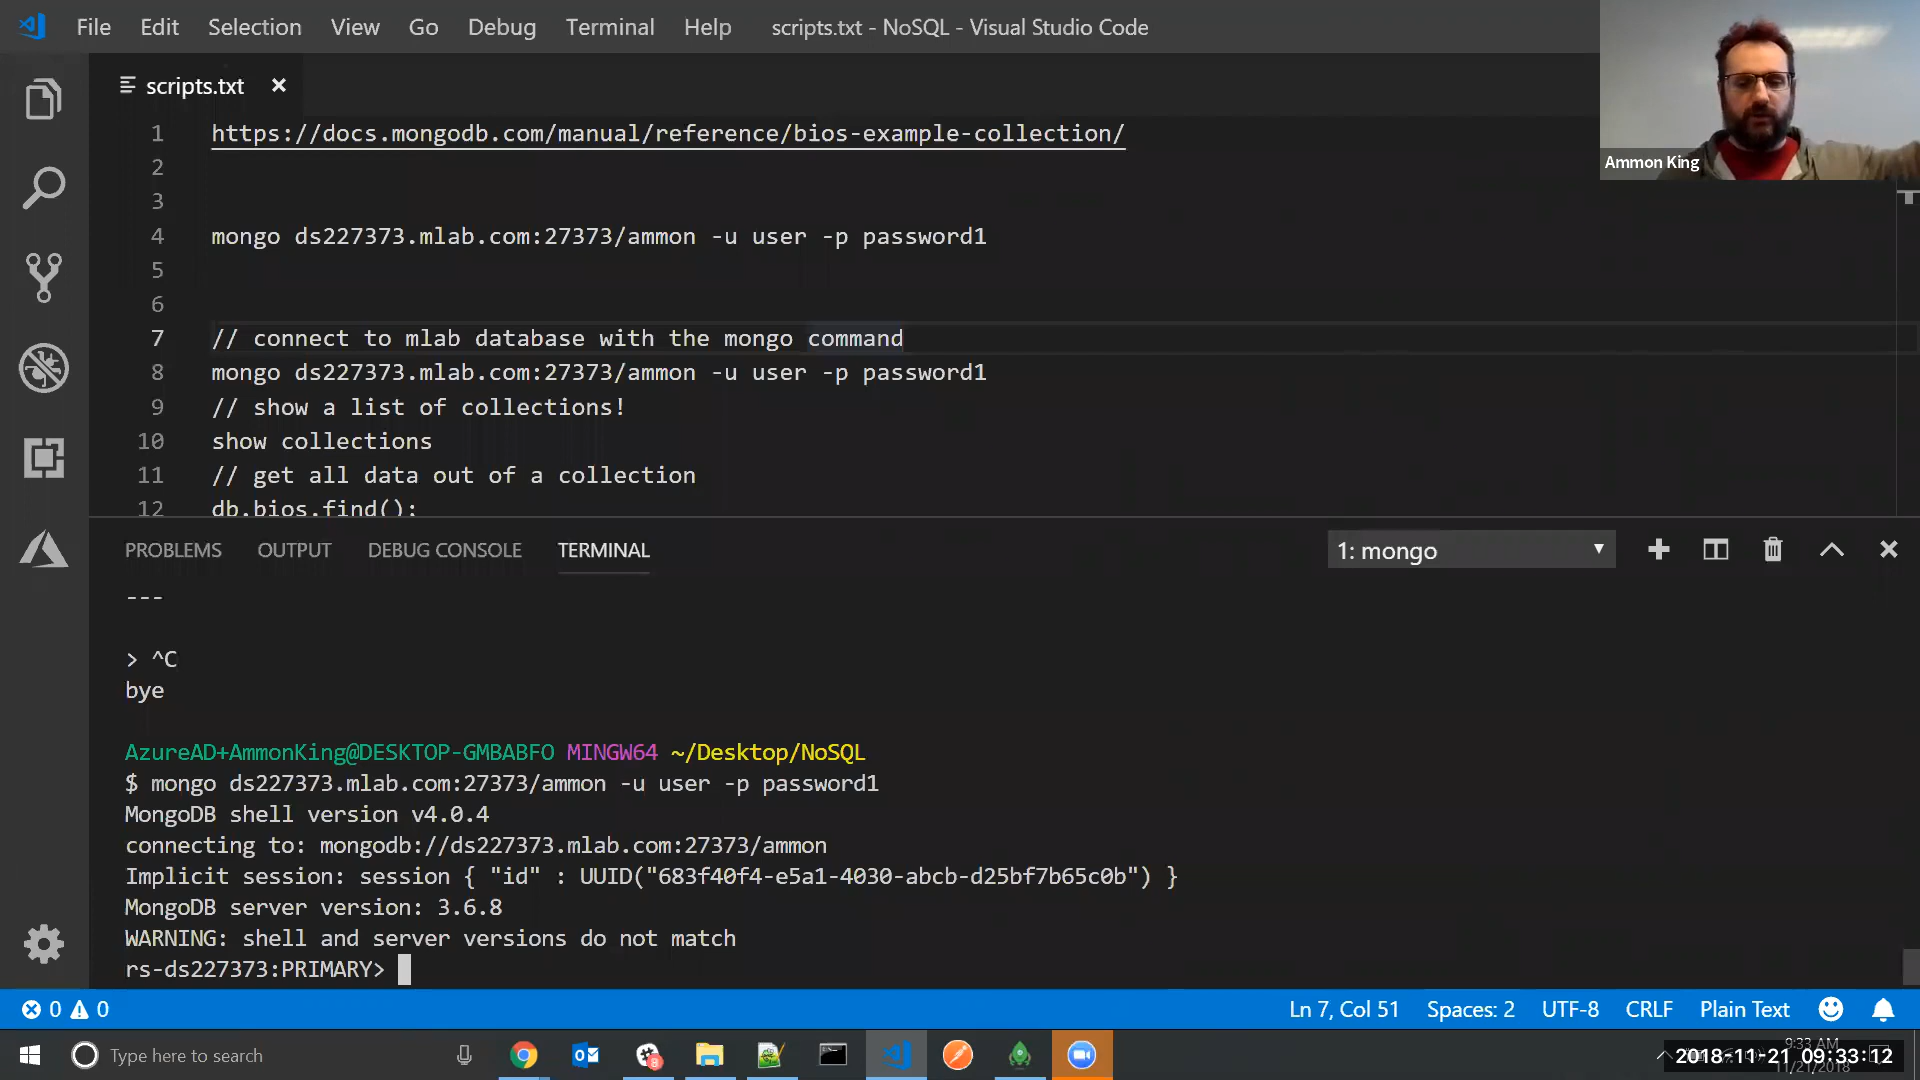 File Edit Selection View Go Debug Terminal Help scripts.txt - NoSQL - Visual Studio Code
scripts.txt
Ammon King
1 https://docs.mongodb.com/manual/reference/bios-example-collection/
2
3
4 mongo ds227373.mlab.com:27373/ammon -u user -p password1
5
6
7 // connect to mlab database with the mongo command
8 mongo ds227373.mlab.com:27373/ammon -u user -p password1
9 // show a list of collections!
10 show collections
11 // get all data out of a collection
12 db.bios.find();
PROBLEMS OUTPUT DEBUG CONSOLE TERMINAL 1: mongo
---
> ^C
bye
AzureAD+AmmonKing@DESKTOP-GMBABFO MINGW64 ~/Desktop/NoSQL
$ mongo ds227373.mlab.com:27373/ammon -u user -p password1
MongoDB shell version v4.0.4
connecting to: mongodb://ds227373.mlab.com:27373/ammon
Implicit session: session { "id" : UUID("683f40f4-e5a1-4030-abcb-d25bf7b65c0b") }
MongoDB server version: 3.6.8
WARNING: shell and server versions do not match
rs-ds227373:PRIMARY>
0 0 Ln 7, Col 51 Spaces: 2 UTF-8 CRLF Plain Text
Type here to search
8
9:33 AM
2018-11-21 09:33:12
11/21/2018